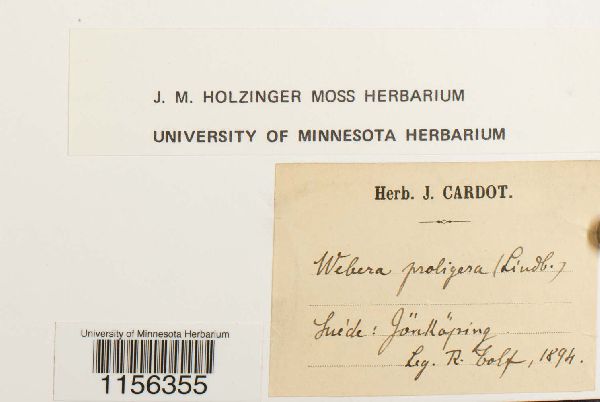 J. M. HOLZINGER MOSS HERBARIUM
UNIVERSITY OF MINNESOTA HERBARIUM
Herb. J. CARDOT.
Webera proligera (Lindb.)
Suède: Jönköping
Leg. R. Tolf, 1894.
University of Minnesota Herbarium
1156355